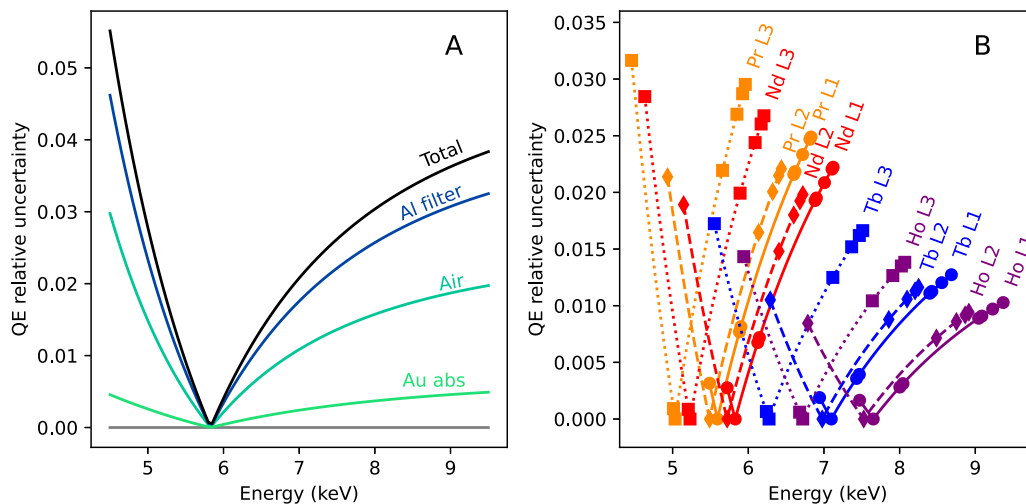 A
QE relative uncertainty
0.05
0.04
0.03
0.02
0.01
0.00
Total
Al filter
Air
Au abs
5 6 7 8 9
Energy (keV)
B
QE relative uncertainty
0.035
0.030
0.025
0.020
0.015
0.010
0.005
0.000
Pr L3
Nd L3
Pr L2
Pr L1
Nd L2
Nd L1
Tb L3
Ho L3
Tb L2
Tb L1
Ho L2
Ho L1
5 6 7 8 9
Energy (keV)